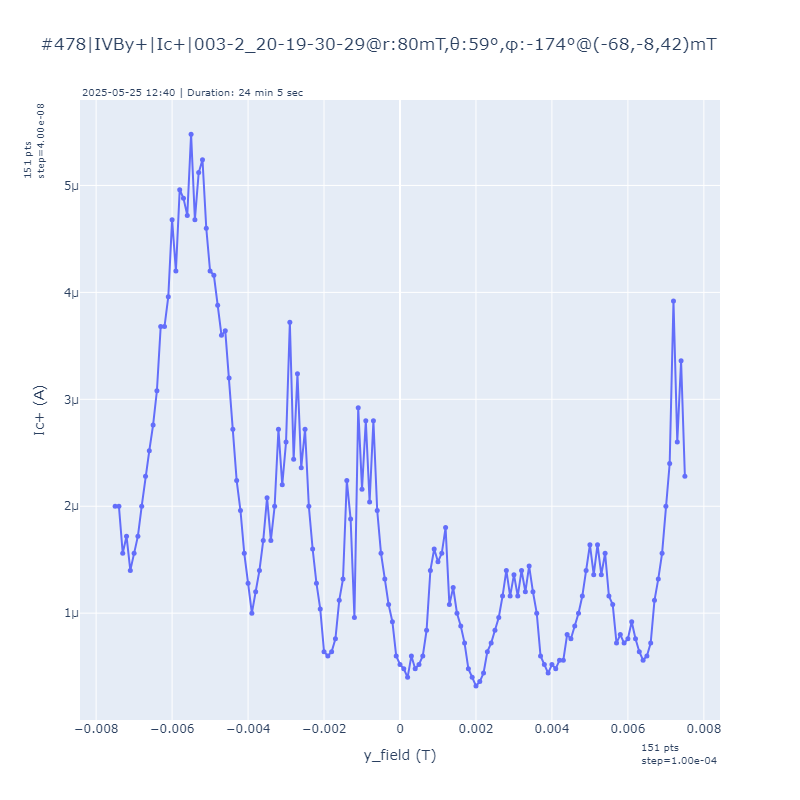 #478|IVBy+|Ic+|003-2_20-19-30-29@r:80mT,θ:59°,φ:-174°@(-68,-8,42)mT
2025-05-25 12:40 | Duration: 24 min 5 sec
151 pts
step=4.00e-08
5μ
4μ
3μ
2μ
1μ
Ic+ (A)
−0.008
−0.006
−0.004
−0.002
0
0.002
0.004
0.006
0.008
y_field (T)
151 pts
step=1.00e-04